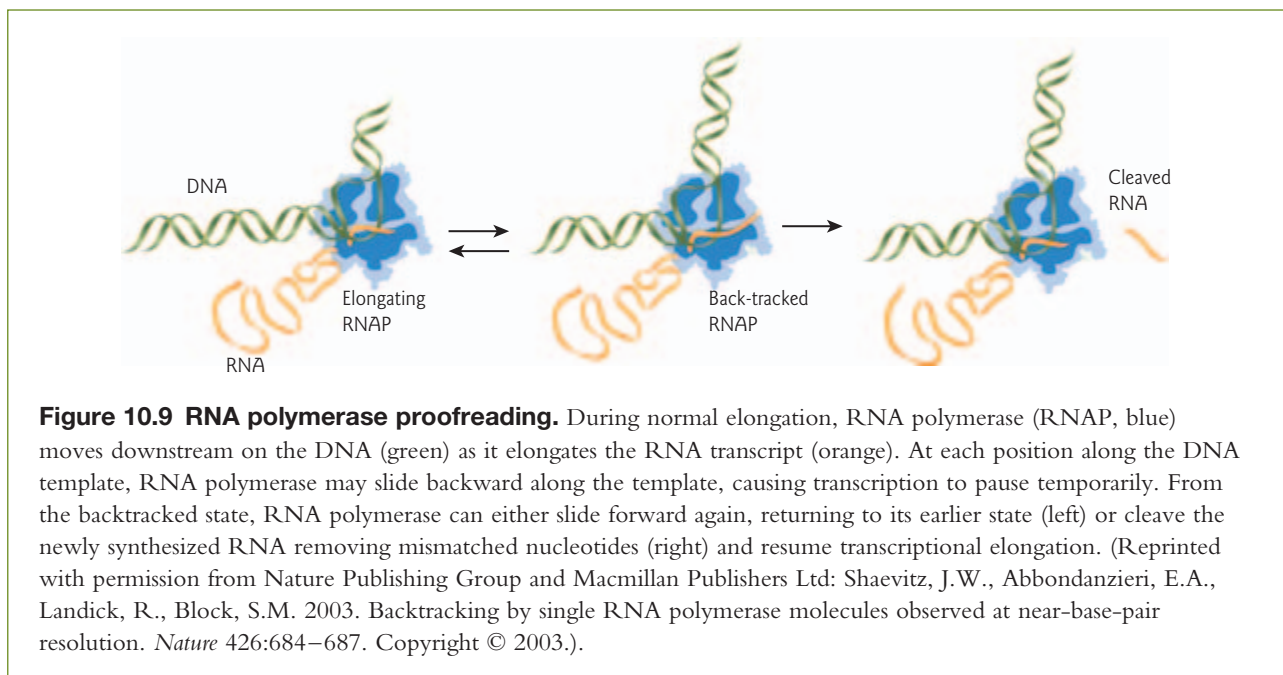 DNA
Elongating
RNAP
RNA
Back-tracked
RNAP
Cleaved
RNA
Figure 10.9 RNA polymerase proofreading. During normal elongation, RNA polymerase (RNAP, blue)
moves downstream on the DNA (green) as it elongates the RNA transcript (orange). At each position along the DNA
template, RNA polymerase may slide backward along the template, causing transcription to pause temporarily. From
the backtracked state, RNA polymerase can either slide forward again, returning to its earlier state (left) or cleave the
newly synthesized RNA removing mismatched nucleotides (right) and resume transcriptional elongation. (Reprinted
with permission from Nature Publishing Group and Macmillan Publishers Ltd: Shaevitz, J.W., Abbondanzieri, E.A.,
Landick, R., Block, S.M. 2003. Backtracking by single RNA polymerase molecules observed at near-base-pair
resolution. Nature 426:684–687. Copyright © 2003.).